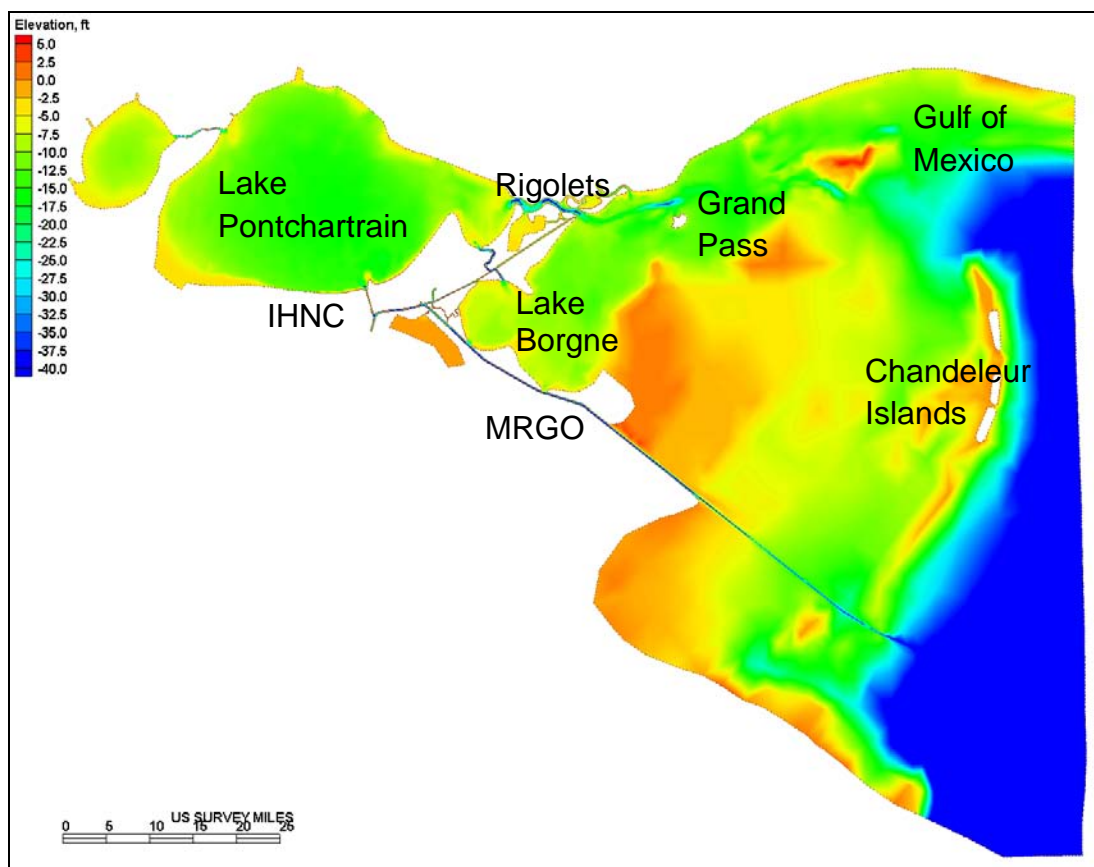 Elevation, ft
5.0
2.5
0.0
-2.5
-5.0
-7.5
-10.0
-12.5
-15.0
-17.5
-20.0
-22.5
-25.0
-27.5
-30.0
-32.5
-35.0
-37.5
-40.0
Gulf of
Mexico
Lake
Pontchartrain
Rigolets
Grand
Pass
IHNC
Lake
Borgne
Chandeleur
Islands
MRGO
US SURVEY MILES
0 5 10 15 20 25